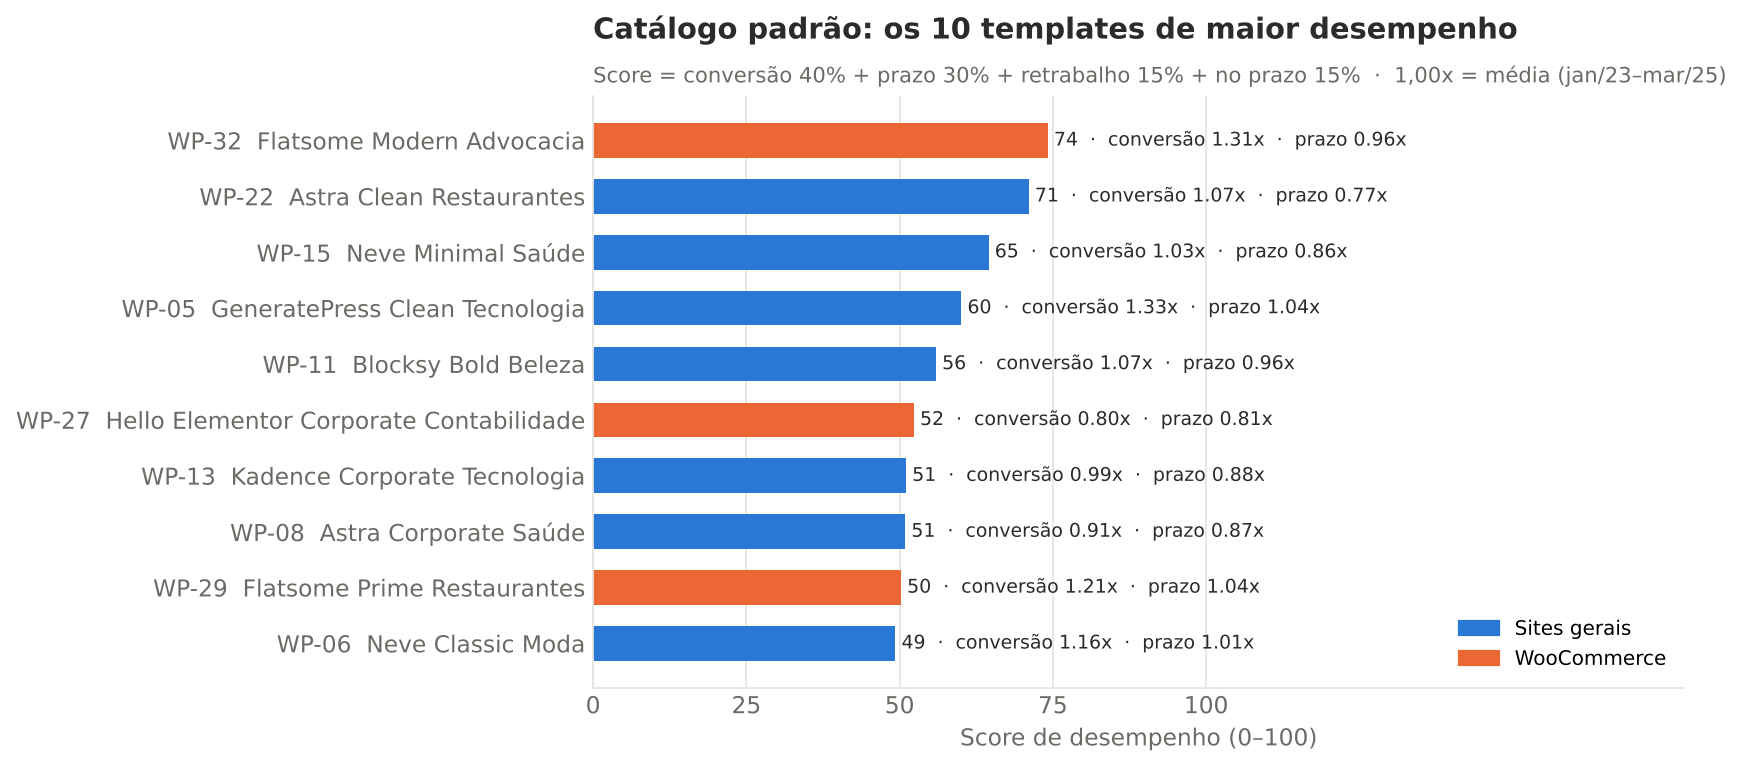 Catálogo padrão: os 10 templates de maior desempenho
Score = conversão 40% + prazo 30% + retrabalho 15% + no prazo 15%  ·  1,00x = média (jan/23–mar/25)
WP-32  Flatsome Modern Advocacia
74  ·  conversão 1.31x  ·  prazo 0.96x
WP-22  Astra Clean Restaurantes
71  ·  conversão 1.07x  ·  prazo 0.77x
WP-15  Neve Minimal Saúde
65  ·  conversão 1.03x  ·  prazo 0.86x
WP-05  GeneratePress Clean Tecnologia
60  ·  conversão 1.33x  ·  prazo 1.04x
WP-11  Blocksy Bold Beleza
56  ·  conversão 1.07x  ·  prazo 0.96x
WP-27  Hello Elementor Corporate Contabilidade
52  ·  conversão 0.80x  ·  prazo 0.81x
WP-13  Kadence Corporate Tecnologia
51  ·  conversão 0.99x  ·  prazo 0.88x
WP-08  Astra Corporate Saúde
51  ·  conversão 0.91x  ·  prazo 0.87x
WP-29  Flatsome Prime Restaurantes
50  ·  conversão 1.21x  ·  prazo 1.04x
WP-06  Neve Classic Moda
49  ·  conversão 1.16x  ·  prazo 1.01x
Sites gerais
WooCommerce
0 25 50 75 100
Score de desempenho (0–100)